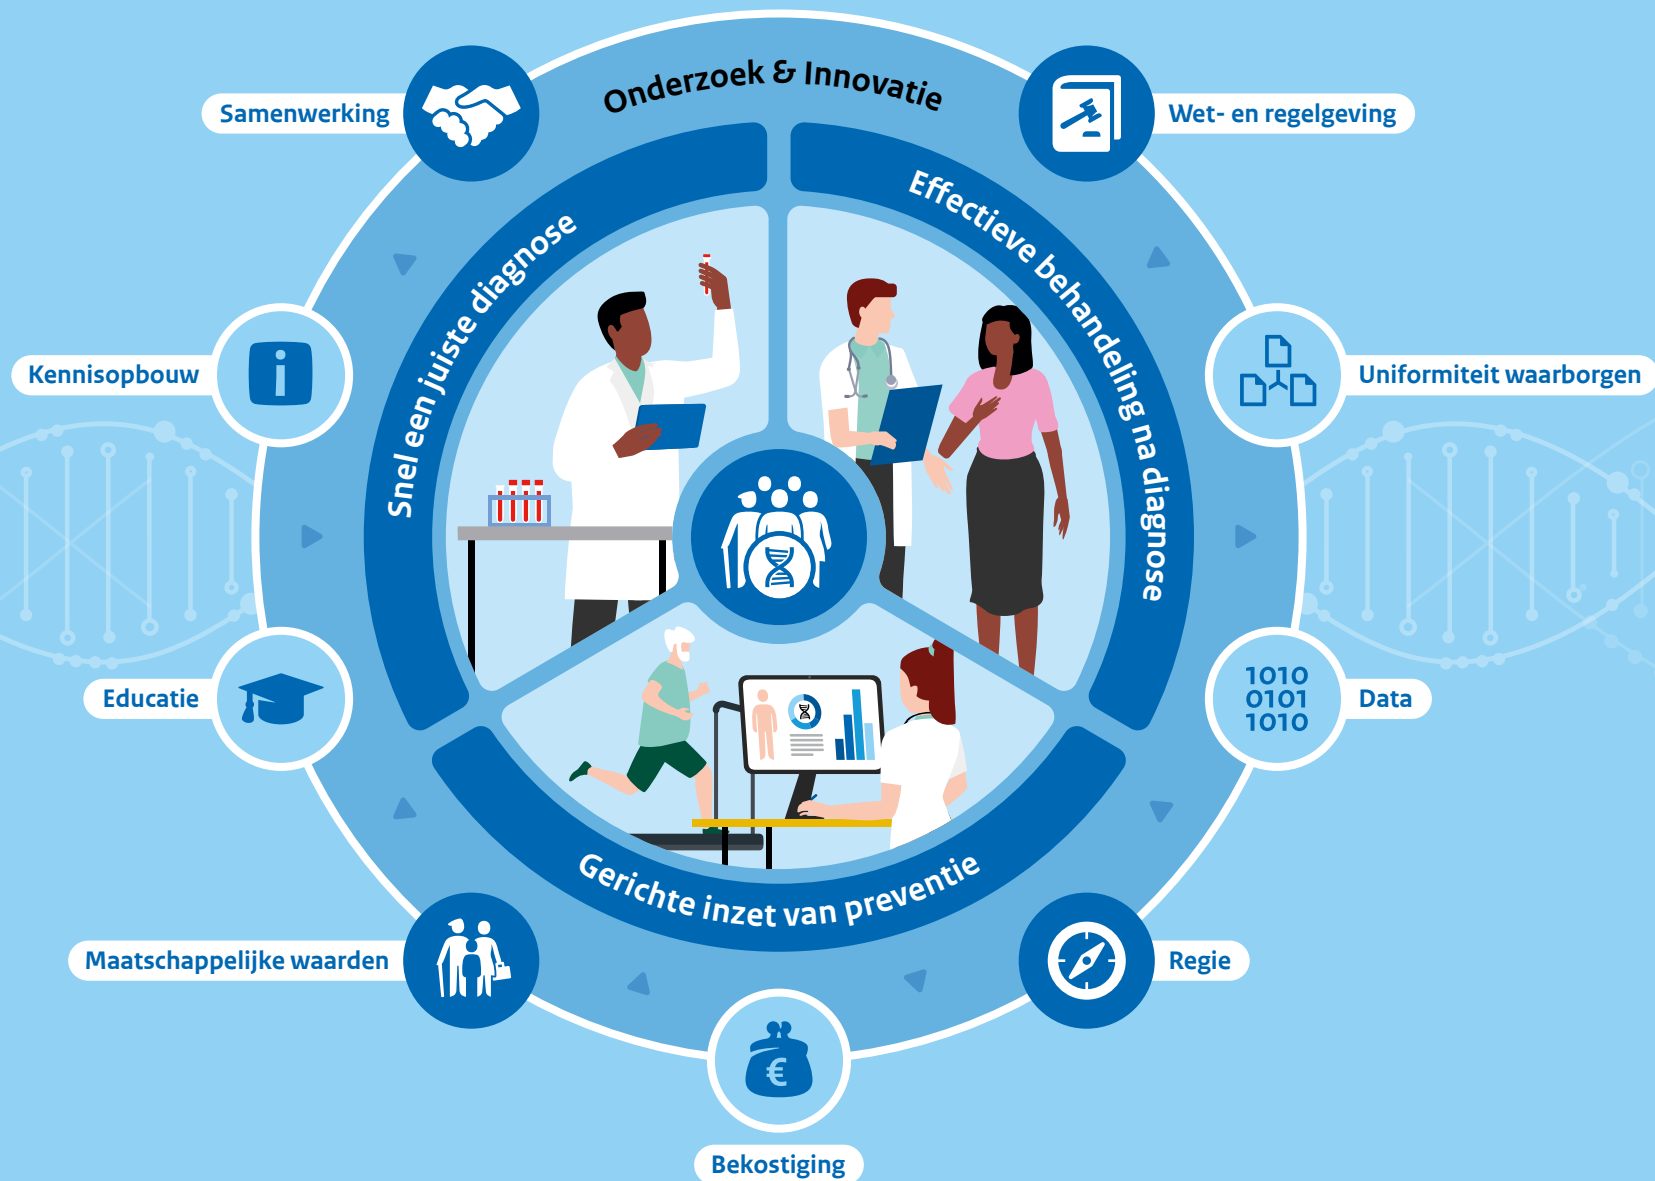 Onderzoek & Innovatie
Samenwerking
Wet- en regelgeving
Snel een juiste diagnose
Effectieve behandeling na diagnose
Kennisopbouw
i
Uniformiteit waarborgen
Educatie
1010
0101
1010
Data
Gerichte inzet van preventie
Maatschappelijke waarden
Regie
€
Bekostiging